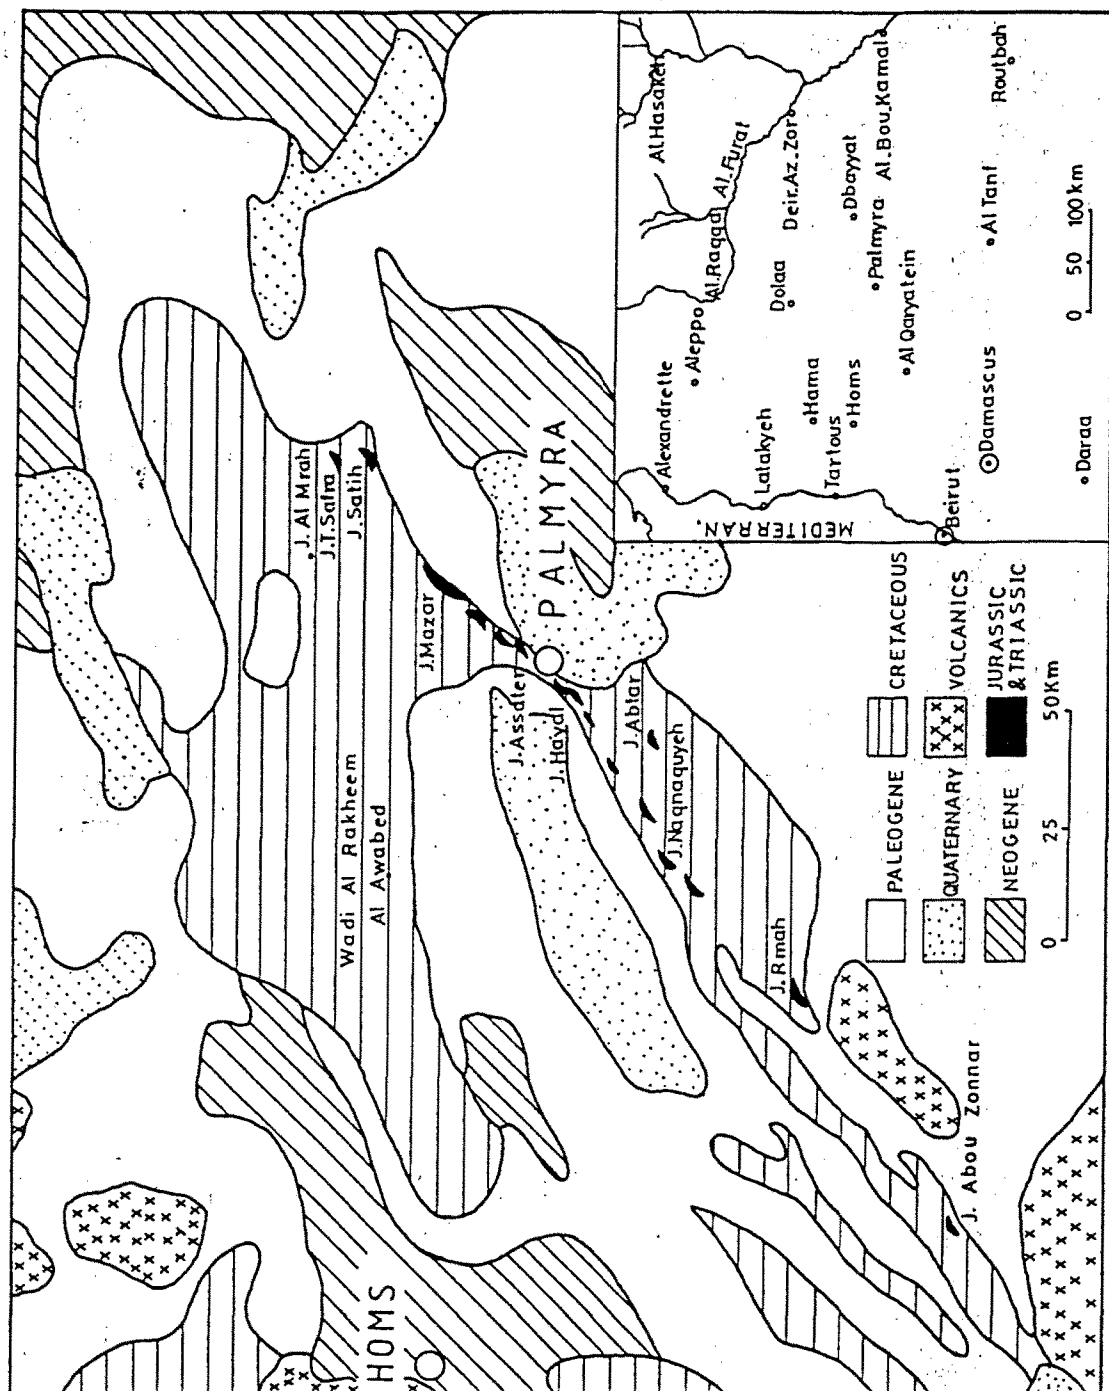 J. Al Mrah
J.T. Satra
J. Satih
J. Mazar
Wadi Al Rakheem
Al Awabed
PALMYRA
HOMS
J. Haydl
J. Abtar
J. Naqnaquyeh
J. Rmah
J. Abou Zonnar
PALEOGENE
CRETACEOUS
QUATERNARY
VOLCANICS
NEOGENE
JURASSIC
& TRIASSIC
0 25 50Km
Al Hasakeh
Alexandrette
Aleppo
Al.Raqqa
Al.Furat
Latakyeh
Dolaa
Deir.Az.Zor
Hama
Tartous
Homs
Dbayyat
Palmyra
Al.Bou.Kamal
Al Qaryatein
MEDITERRAN.
Beirut
Damascus
Al Tanf
Routbah
Daraa
0 50 100 km